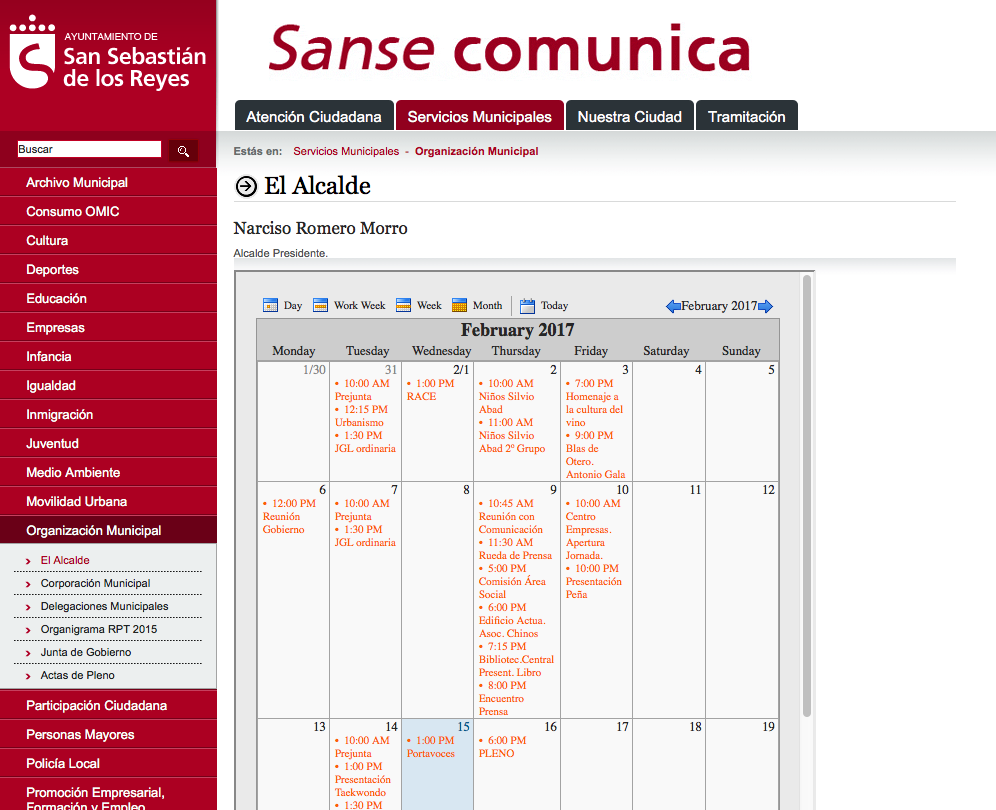 AYUNTAMIENTO DE
San Sebastián
de los Reyes
Sanse comunica
Atención Ciudadana
Servicios Municipales
Nuestra Ciudad
Tramitación
Buscar
Archivo Municipal
Consumo OMIC
Cultura
Deportes
Educación
Empresas
Infancia
Igualdad
Inmigración
Juventud
Medio Ambiente
Movilidad Urbana
Organización Municipal
El Alcalde
Corporación Municipal
Delegaciones Municipales
Organigrama RPT 2015
Junta de Gobierno
Actas de Pleno
Participación Ciudadana
Personas Mayores
Policía Local
Promoción Empresarial,
Formación y Empleo
Estás en: Servicios Municipales - Organización Municipal
El Alcalde
Narciso Romero Morro
Alcalde Presidente.
Day Work Week Week Month Today February 2017
February 2017
Monday Tuesday Wednesday Thursday Friday Saturday Sunday
1/30
31
• 10:00 AM
Prejunta
• 12:15 PM
Urbanismo
• 1:30 PM
JGL ordinaria
2/1
• 1:00 PM
RACE
2
• 10:00 AM
Niños Silvio
Abad
• 11:00 AM
Niños Silvio
Abad 2º Grupo
3
• 7:00 PM
Homenaje a
la cultura del
vino
• 9:00 PM
Blas de
Otero.
Antonio Gala
4
5
6
• 12:00 PM
Reunión
Gobierno
7
• 10:00 AM
Prejunta
• 1:30 PM
JGL ordinaria
8
9
• 10:45 AM
Reunión con
Comunicación
• 11:30 AM
Rueda de Prensa
• 5:00 PM
Comisión Área
Social
• 6:00 PM
Edificio Actua.
Asoc. Chinos
• 7:15 PM
Bibliotec.Central
Present. Libro
• 8:00 PM
Encuentro
Prensa
10
• 10:00 AM
Centro
Empresas.
Apertura
Jornada.
• 10:00 PM
Presentación
Peña
11
12
13
14
• 10:00 AM
Prejunta
• 1:00 PM
Presentación
Taekwondo
• 1:30 PM
15
• 1:00 PM
Portavoces
16
• 6:00 PM
PLENO
17
18
19